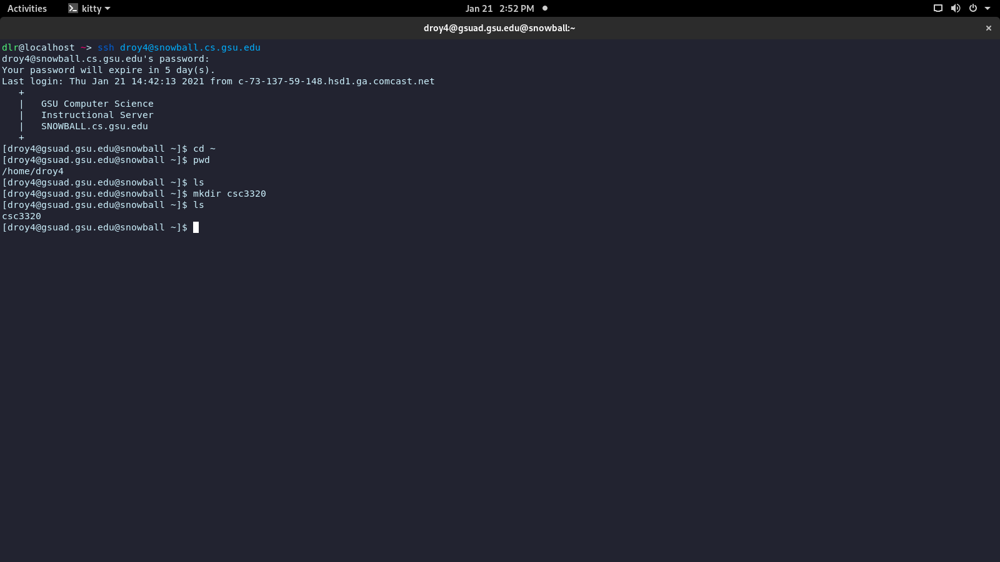 Activities kitty Jan 21 2:52 PM
droy4@gsuad.gsu.edu@snowball:~
dlr@localhost ~> ssh droy4@snowball.cs.gsu.edu
droy4@snowball.cs.gsu.edu's password:
Your password will expire in 5 day(s).
Last login: Thu Jan 21 14:42:13 2021 from c-73-137-59-148.hsd1.ga.comcast.net
   +
   |   GSU Computer Science
   |   Instructional Server
   |   SNOWBALL.cs.gsu.edu
   +
[droy4@gsuad.gsu.edu@snowball ~]$ cd ~
[droy4@gsuad.gsu.edu@snowball ~]$ pwd
/home/droy4
[droy4@gsuad.gsu.edu@snowball ~]$ ls
[droy4@gsuad.gsu.edu@snowball ~]$ mkdir csc3320
[droy4@gsuad.gsu.edu@snowball ~]$ ls
csc3320
[droy4@gsuad.gsu.edu@snowball ~]$